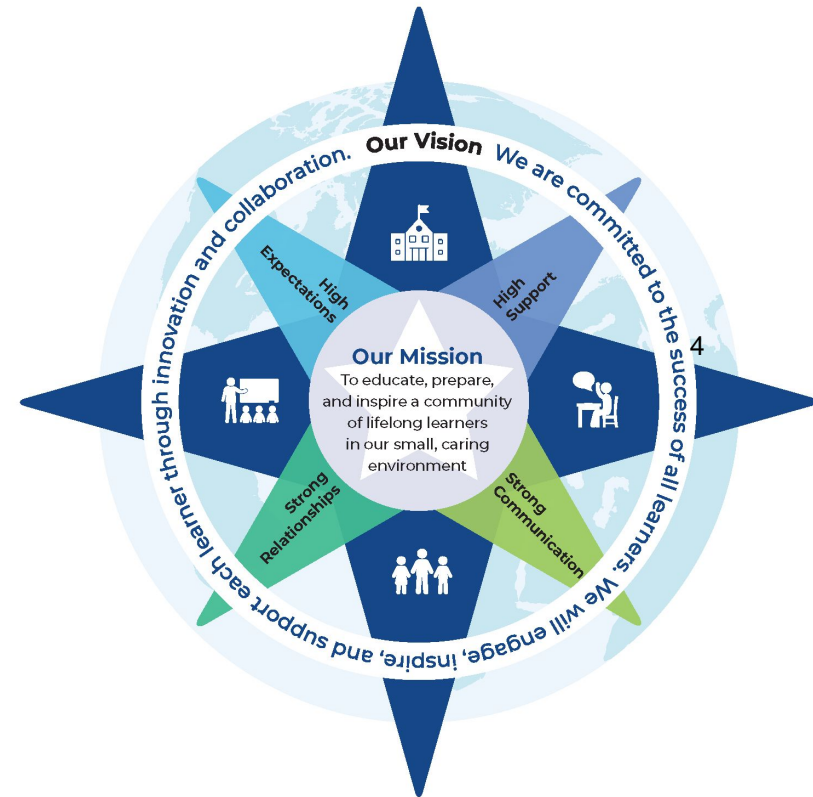 Our Vision We are committed to the success of all learners. We will engage, inspire, and support each learner through innovation and collaboration.
High
Expectations
High
Support
4
Our Mission
To educate, prepare,
and inspire a community
of lifelong learners
in our small, caring
environment
Strong
Relationships
Strong
Communication